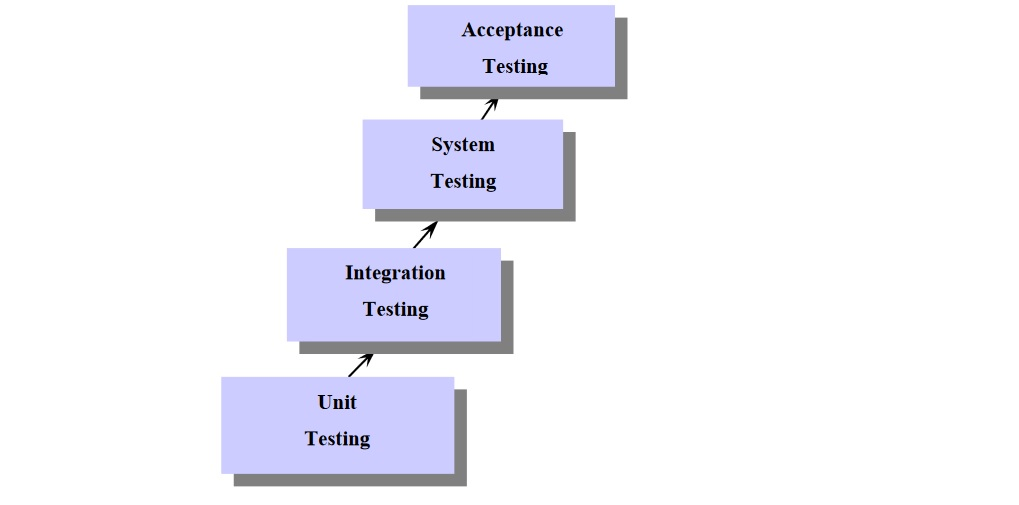 Acceptance
Testing
System
Testing
Integration
Testing
Unit
Testing